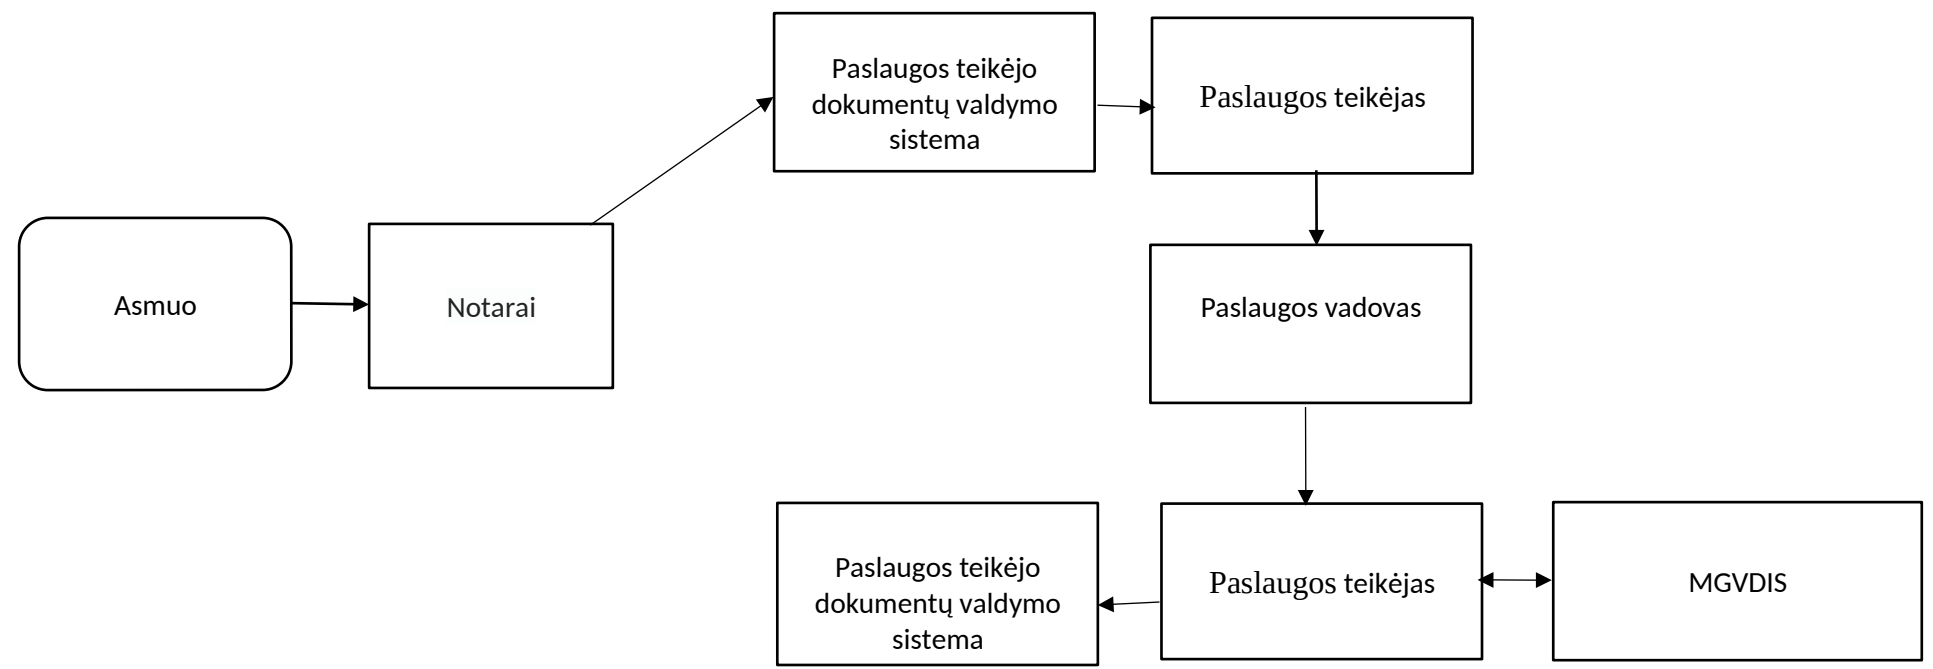 Paslaugos teikėjo
dokumentų valdymo
sistema
Paslaugos teikėjas
Asmuo
Notarai
Paslaugos vadovas
Paslaugos teikėjo
dokumentų valdymo
sistema
Paslaugos teikėjas
MGVDIS